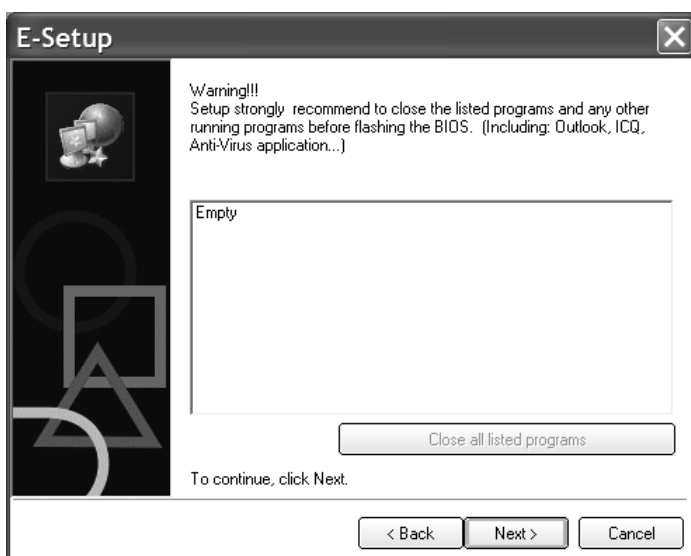 E-Setup
Warning!!!
Setup strongly  recommend to close the listed programs and any other
running programs before flashing the BIOS.  (Including: Outlook, ICQ,
Anti-Virus application...)
Empty
Close all listed programs
To continue, click Next.
< Back
Next >
Cancel